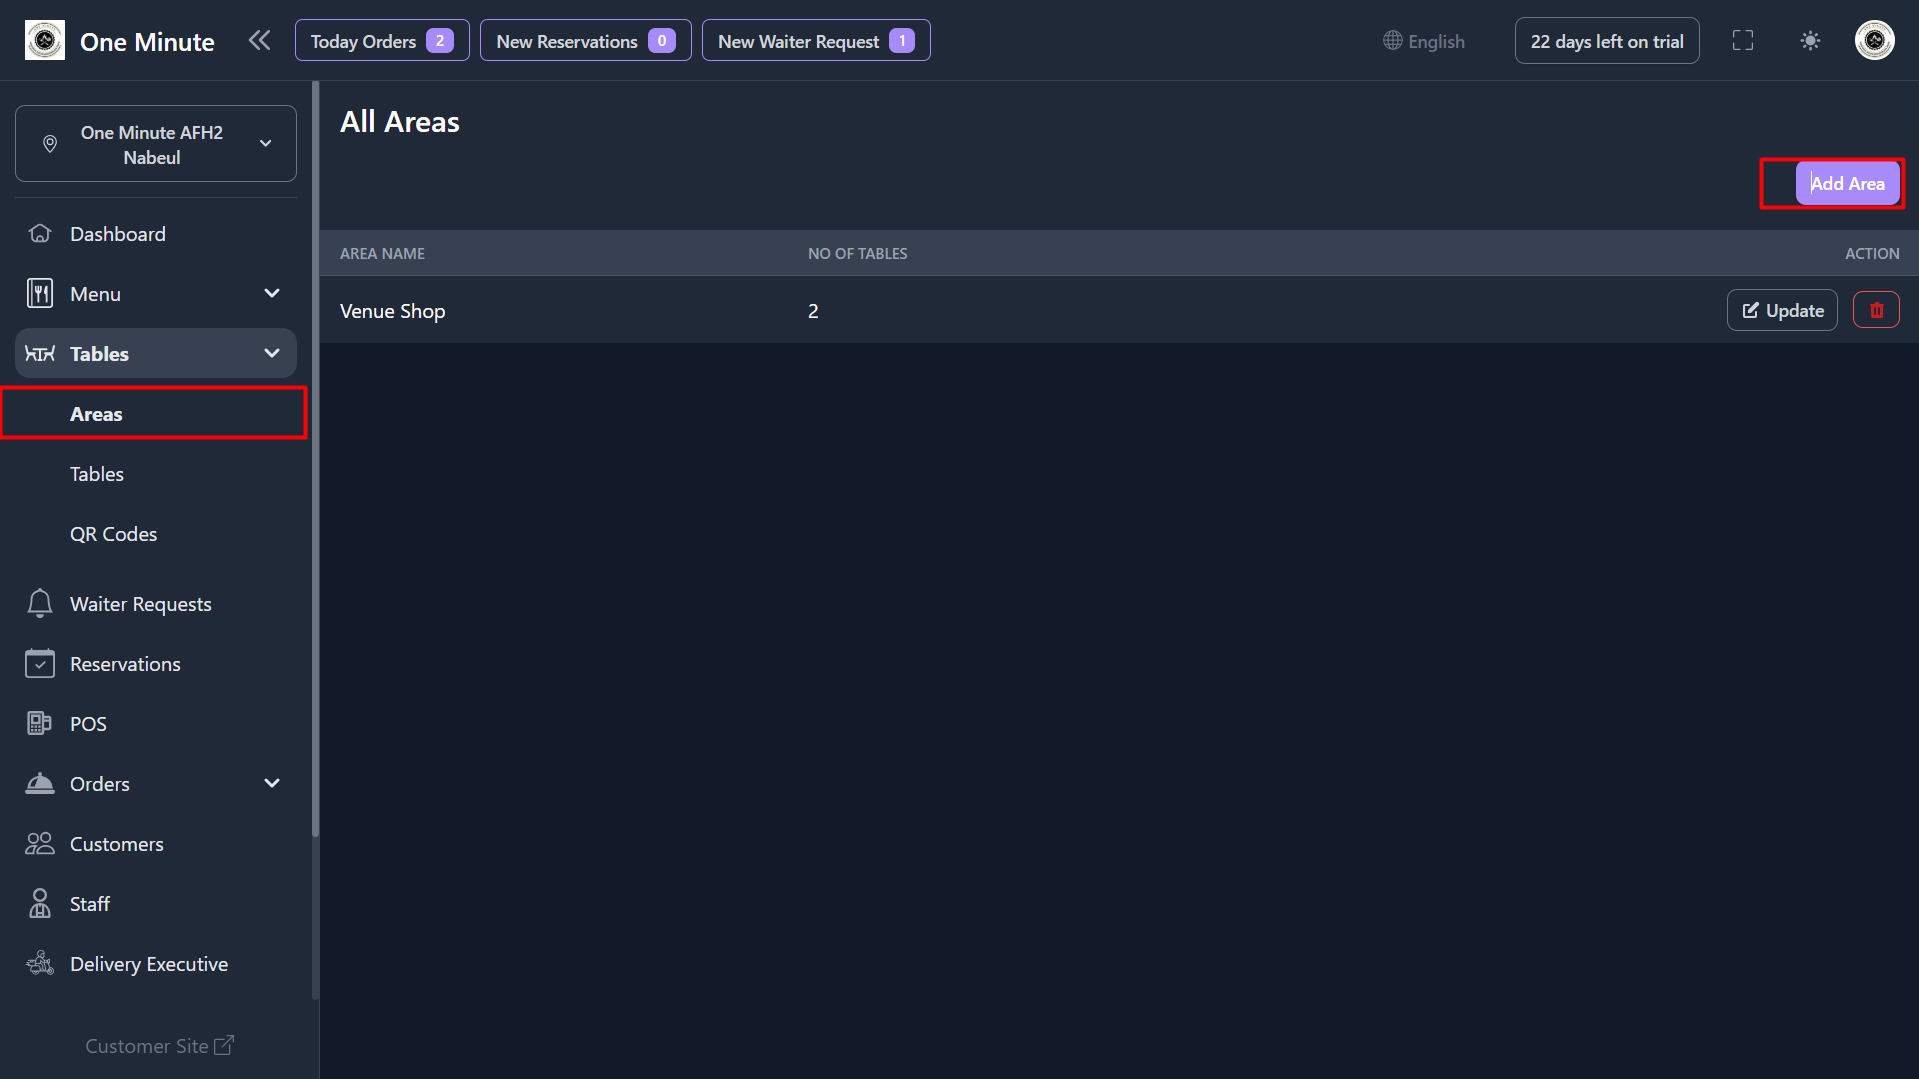 One Minute
Today Orders 2
New Reservations 0
New Waiter Request 1
English
22 days left on trial
One Minute AFH2
Nabeul
Dashboard
Menu
Tables
Areas
Tables
QR Codes
Waiter Requests
Reservations
POS
Orders
Customers
Staff
Delivery Executive
Customer Site
All Areas
Add Area
AREA NAME NO OF TABLES ACTION
Venue Shop 2 Update